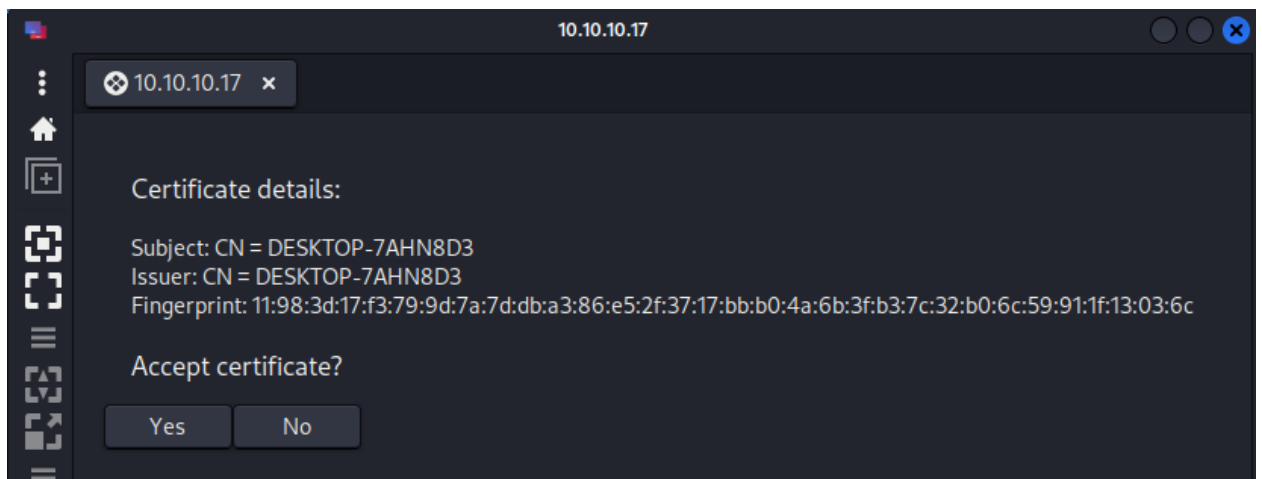 10.10.10.17
10.10.10.17
Certificate details:
Subject: CN = DESKTOP-7AHN8D3
Issuer: CN = DESKTOP-7AHN8D3
Fingerprint: 11:98:3d:17:f3:79:9d:7a:7d:db:a3:86:e5:2f:37:17:bb:b0:4a:6b:3f:b3:7c:32:b0:6c:59:91:1f:13:03:6c
Accept certificate?
Yes No